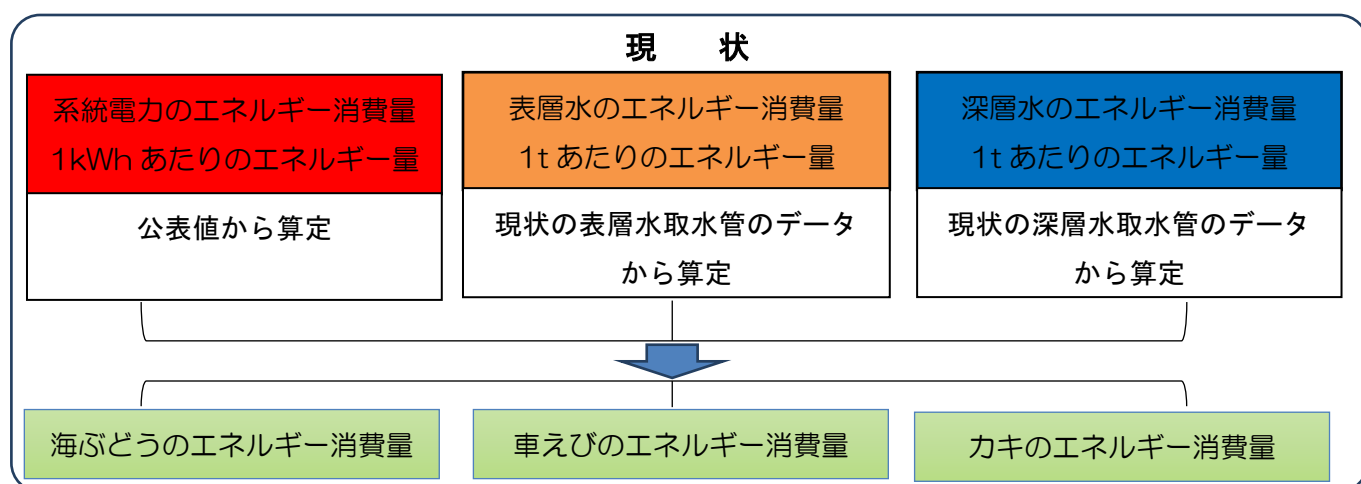 現　　状
系統電力のエネルギー消費量
1kWh あたりのエネルギー量
公表値から算定
表層水のエネルギー消費量
1t あたりのエネルギー量
現状の表層水取水管のデータ
から算定
深層水のエネルギー消費量
1t あたりのエネルギー量
現状の深層水取水管のデータ
から算定
海ぶどうのエネルギー消費量
車えびのエネルギー消費量
カキのエネルギー消費量